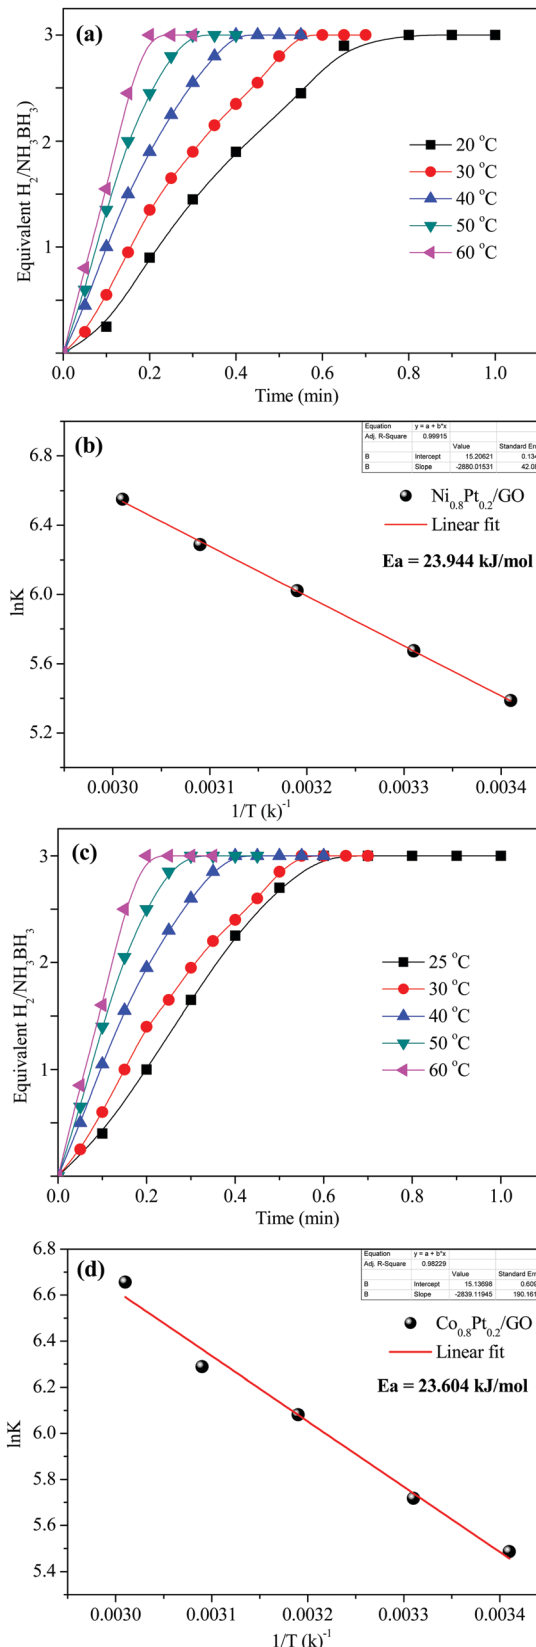 (a)
Equivalent H2/NH3BH3)
3
2
1
20 °C
30 °C
40 °C
50 °C
60 °C
0.0 0.2 0.4 0.6 0.8 1.0
Time (min)
(b)
Equation y = a + b*x
Adj. R-Square 0.99915
Value Standard Err
B Intercept 15.20621 0.134
B Slope -2880.01531 42.08
Ni0.8Pt0.2/GO
Linear fit
Ea = 23.944 kJ/mol
lnK
6.8
6.4
6.0
5.6
5.2
0.0030 0.0031 0.0032 0.0033 0.0034
1/T (k)-1
(c)
Equivalent H2/NH3BH3
3
2
1
25 °C
30 °C
40 °C
50 °C
60 °C
0.0 0.2 0.4 0.6 0.8 1.0
Time (min)
(d)
Equation y = a + b*x
Adj. R-Square 0.98229
Value Standard Err
B Intercept 15.13698 0.609
B Slope -2839.11945 190.161
Co0.8Pt0.2/GO
Linear fit
Ea = 23.604 kJ/mol
lnK
6.8
6.6
6.4
6.2
6.0
5.8
5.6
5.4
0.0030 0.0031 0.0032 0.0033 0.0034
1/T (k)-1